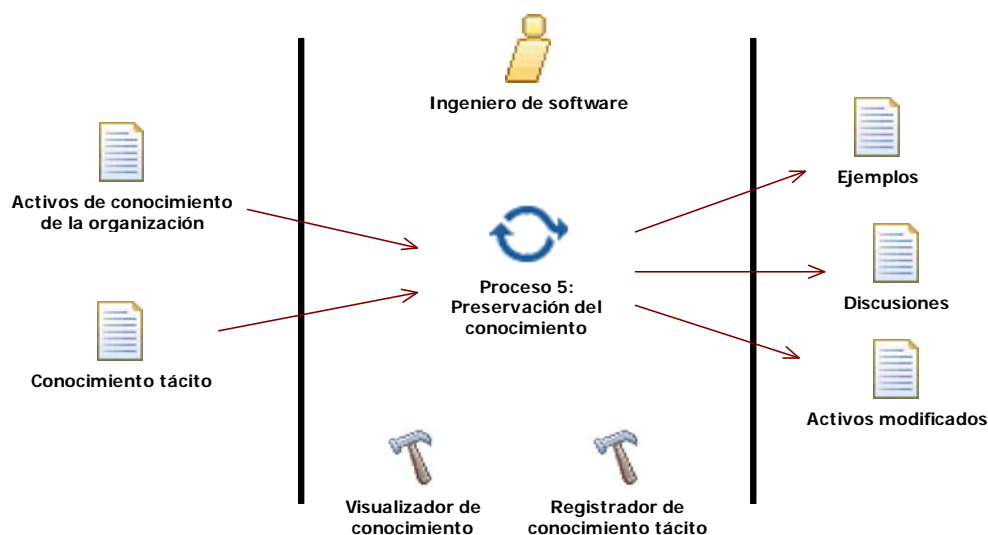 Ingeniero de software
Activos de conocimiento
de la organización
Conocimiento tácito
Proceso 5:
Preservación del
conocimiento
Visualizador de
conocimiento
Registrador de
conocimiento tácito
Ejemplos
Discusiones
Activos modificados